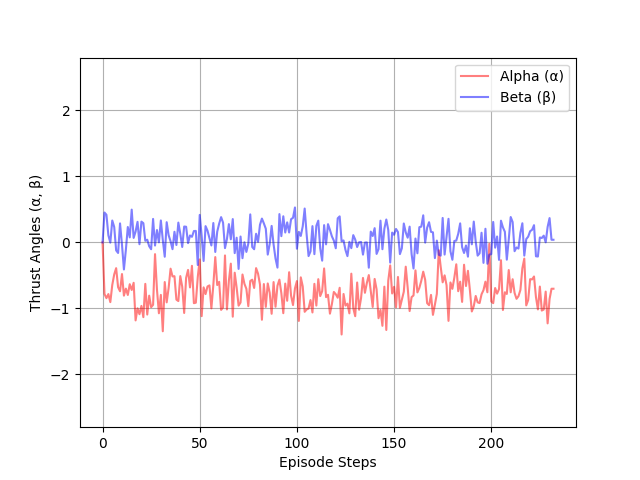 Alpha (α)
Beta (β)
Thrust Angles (α, β)
2
1
0
−1
−2
0
50
100
150
200
Episode Steps